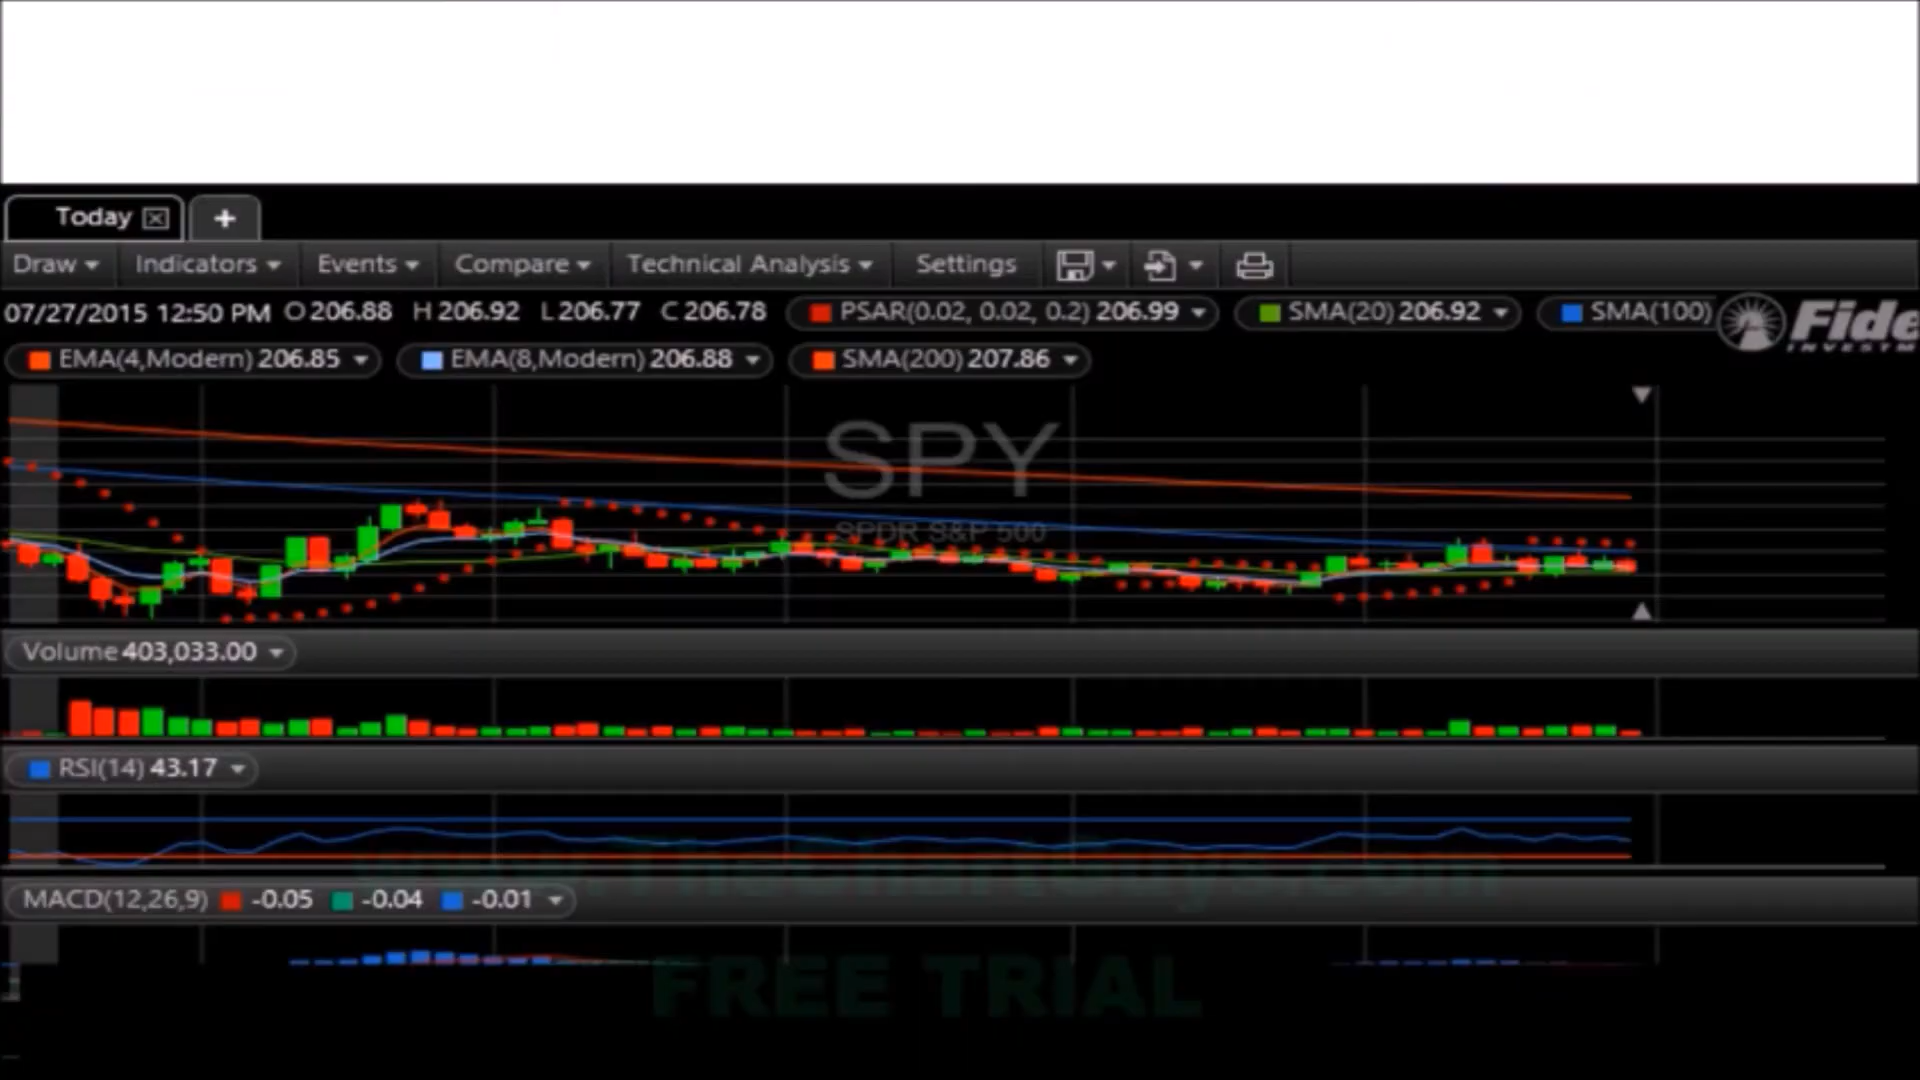 Today
Draw Indicators Events Compare Technical Analysis Settings
07/27/2015 12:50 PM O 206.88 H 206.92 L 206.77 C 206.78 PSAR(0.02, 0.02, 0.2) 206.99 SMA(20) 206.92 SMA(100)
Fide
INVESTM
EMA(4,Modern) 206.85 EMA(8,Modern) 206.88 SMA(200) 207.86
SPY
SPDR S&P 500
Volume 403,033.00
RSI(14) 43.17
MACD(12,26,9) -0.05 -0.04 -0.01
FREE TRIAL